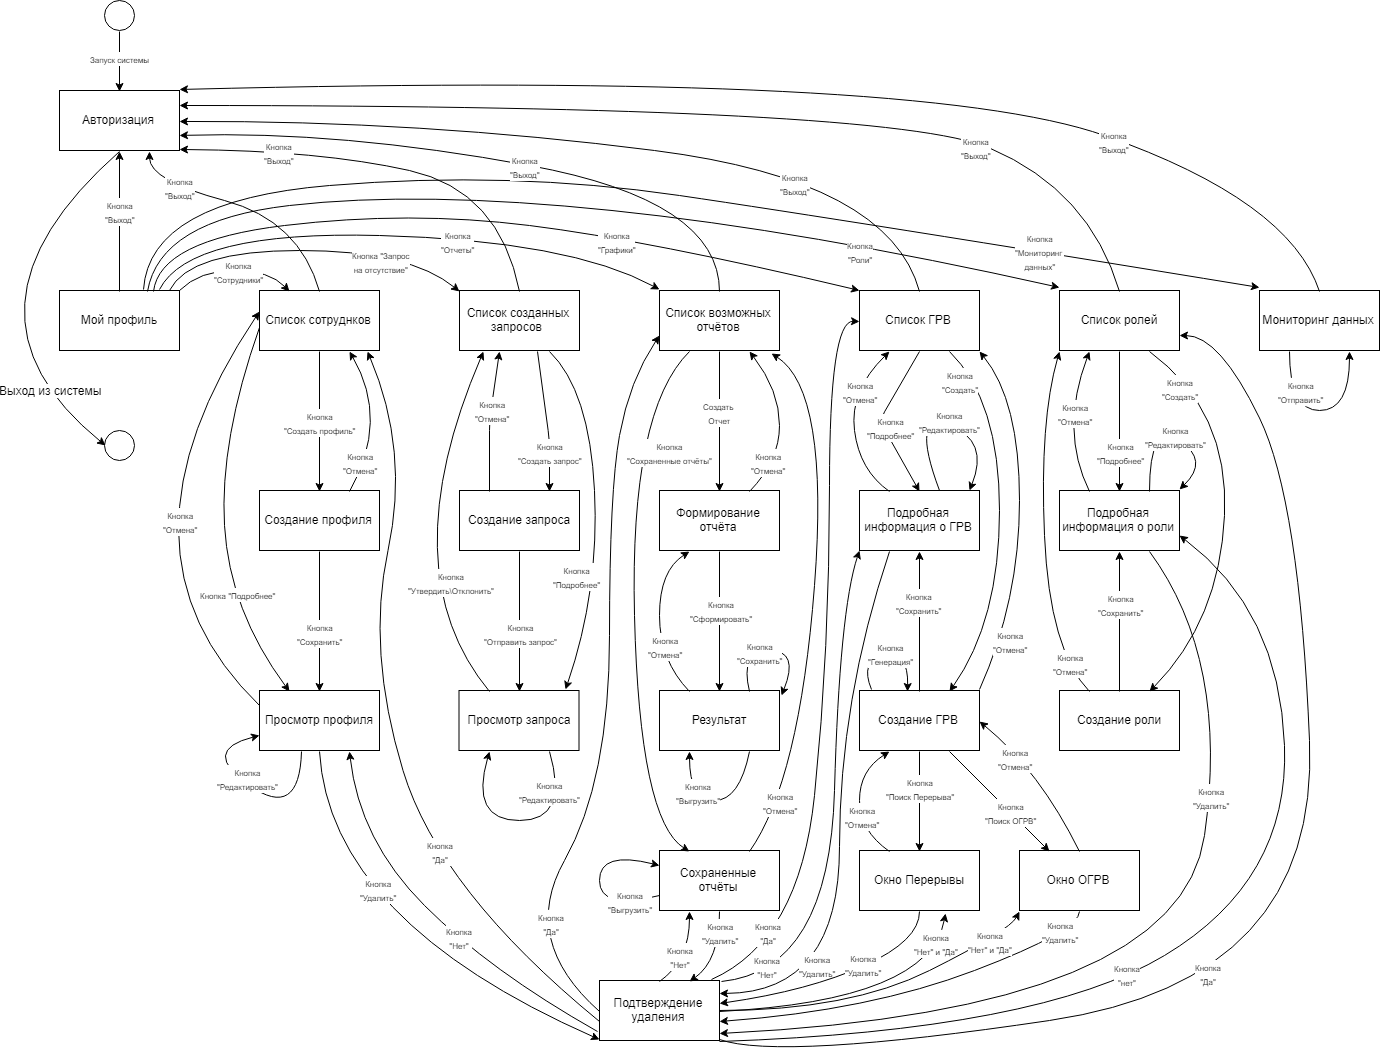 Запуск системы
Авторизация
Кнопка
"Выход"
Кнопка
"Выход"
Кнопка
"Выход"
Кнопка
"Выход"
Кнопка
"Выход"
Кнопка
"Выход"
Кнопка
"Выход"
Кнопка
"Сотрудники"
Кнопка "Запрос
на отсутствие"
Кнопка
"Отчеты"
Кнопка
"Графики"
Кнопка
"Роли"
Кнопка
"Мониторинг
данных"
Мой профиль
Список сотруднков
Список созданных
запросов
Список возможных
отчётов
Список ГРВ
Список ролей
Мониторинг данных
Выход из системы
Кнопка
"Создать профиль"
Кнопка
"Отмена"
Кнопка
"Отмена"
Кнопка
"Создать запрос"
Создать
Отчет
Кнопка
"Сохраненные отчёты"
Кнопка
"Отмена"
Кнопка
"Отмена"
Кнопка
"Подробнее"
Кнопка
"Создать"
Кнопка
"Редактировать"
Кнопка
"Отмена"
Кнопка
"Подробнее"
Кнопка
"Создать"
Кнопка
"Редактировать"
Кнопка
"Отправить"
Создание профиля
Создание запроса
Формирование
отчёта
Подробная
информация о ГРВ
Подробная
информация о роли
Кнопка
"Отмена"
Кнопка "Подробнее"
Кнопка
"Сохранить"
Кнопка
"Утвердить\Отклонить"
Кнопка
"Отправить запрос"
Кнопка
"Подробнее"
Кнопка
"Сформировать"
Кнопка
"Отмена"
Кнопка
"Сохранить"
Кнопка
"Сохранить"
Кнопка
"Генерация"
Кнопка
"Отмена"
Кнопка
"Сохранить"
Кнопка
"Отмена"
Просмотр профиля
Просмотр запроса
Результат
Создание ГРВ
Создание роли
Кнопка
"Редактировать"
Кнопка
"Редактировать"
Кнопка
"Выгрузить"
Кнопка
"Отмена"
Кнопка
"Отмена"
Кнопка
"Поиск Перерыва"
Кнопка
"Поиск ОГРВ"
Кнопка
"Отмена"
Кнопка
"Удалить"
Кнопка
"Да"
Кнопка
"Удалить"
Сохраненные
отчёты
Окно Перерывы
Окно ОГРВ
Кнопка
"Выгрузить"
Кнопка
"Нет"
Кнопка
"Да"
Кнопка
"Нет"
Кнопка
"Удалить"
Кнопка
"Да"
Кнопка
"Нет"
Кнопка
"Удалить"
Кнопка
"Удалить"
Кнопка
"Нет" и "Да"
Кнопка
"Нет" и "Да"
Кнопка
"Удалить"
Кнопка
"нет"
Кнопка
"Да"
Подтверждение
удаления